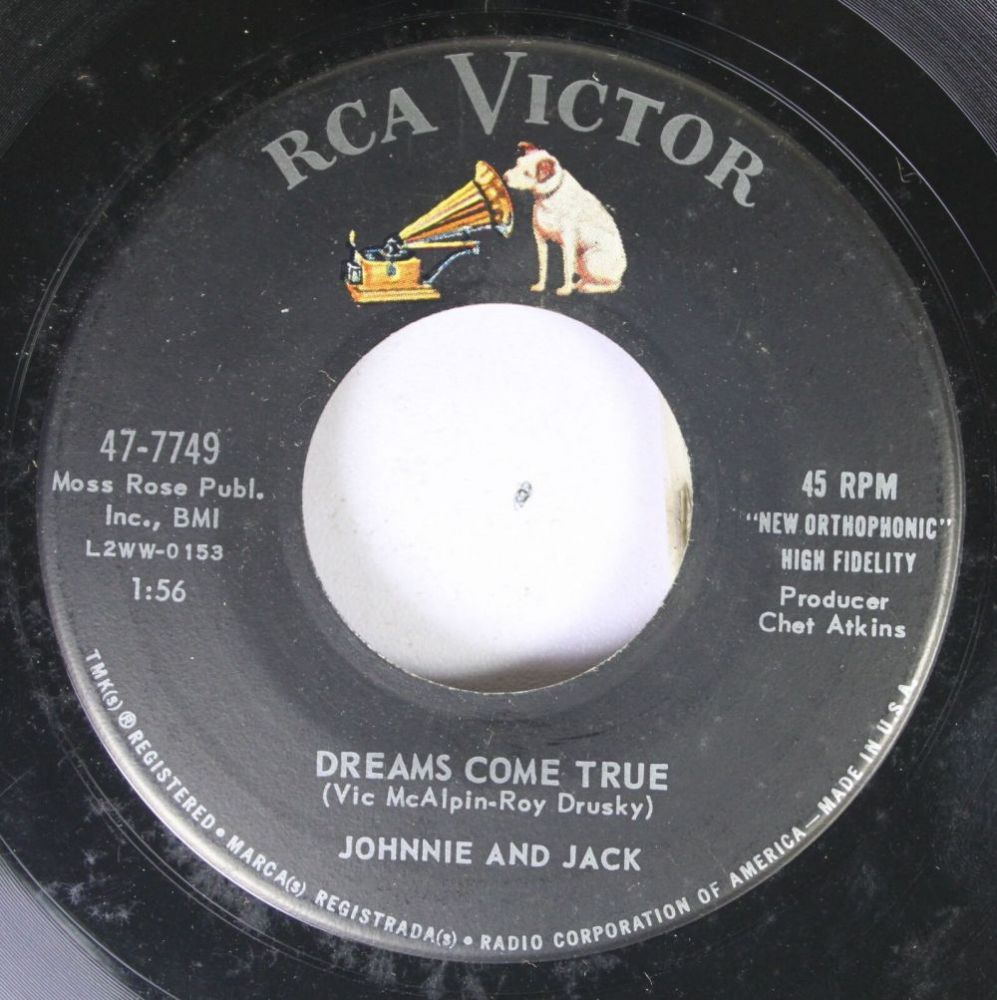 RCA VICTOR
47-7749
Moss Rose Publ.
Inc., BMI
L2WW-0153
1:56
45 RPM
"NEW ORTHOPHONIC"
HIGH FIDELITY
Producer
Chet Atkins
DREAMS COME TRUE
(Vic McAlpin-Roy Drusky)
JOHNNIE AND JACK
TMK(s) ® REGISTERED • MARCA(s) REGISTRADA(s) • RADIO CORPORATION OF AMERICA—MADE IN U.S.A.